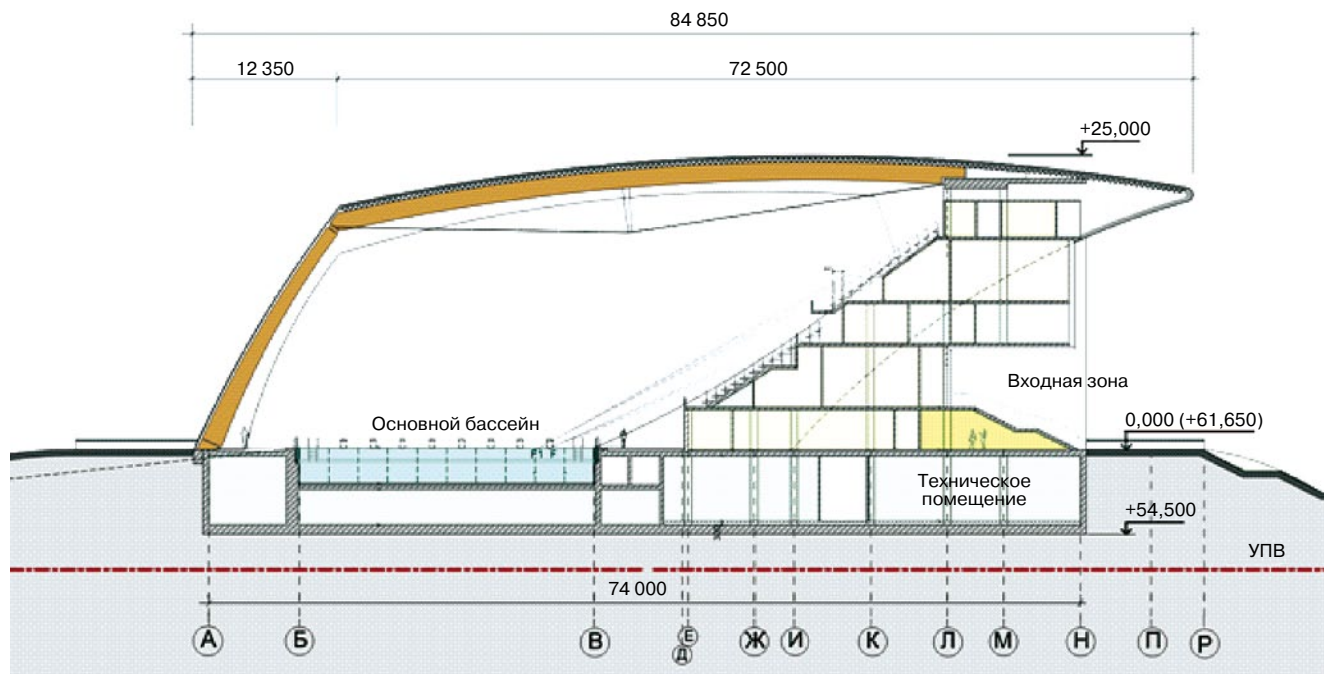 84 850
12 350
72 500
+25,000
Входная зона
Основной бассейн
0,000 (+61,650)
Техническое
помещение
+54,500
УПВ
74 000
А Б В Д Е Ж И К Л М Н П Р